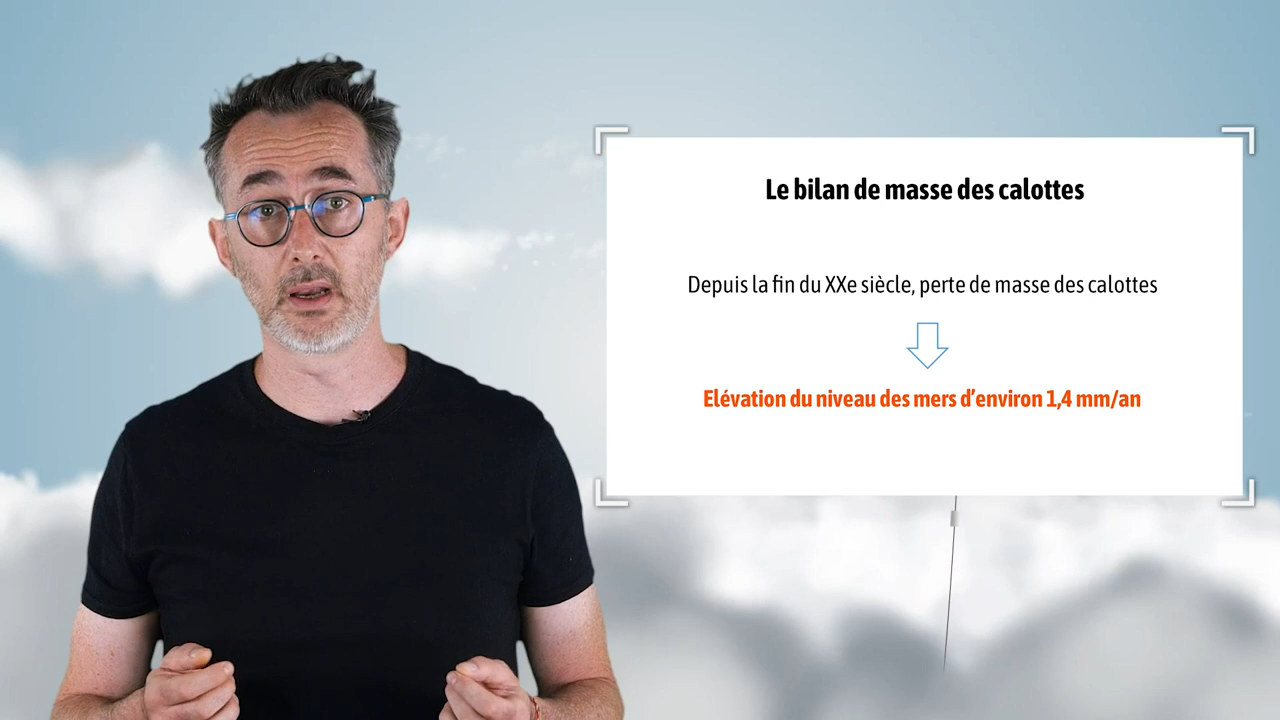 Le bilan de masse des calottes
Depuis la fin du XXe siècle, perte de masse des calottes
Elévation du niveau des mers d'environ 1,4 mm/an